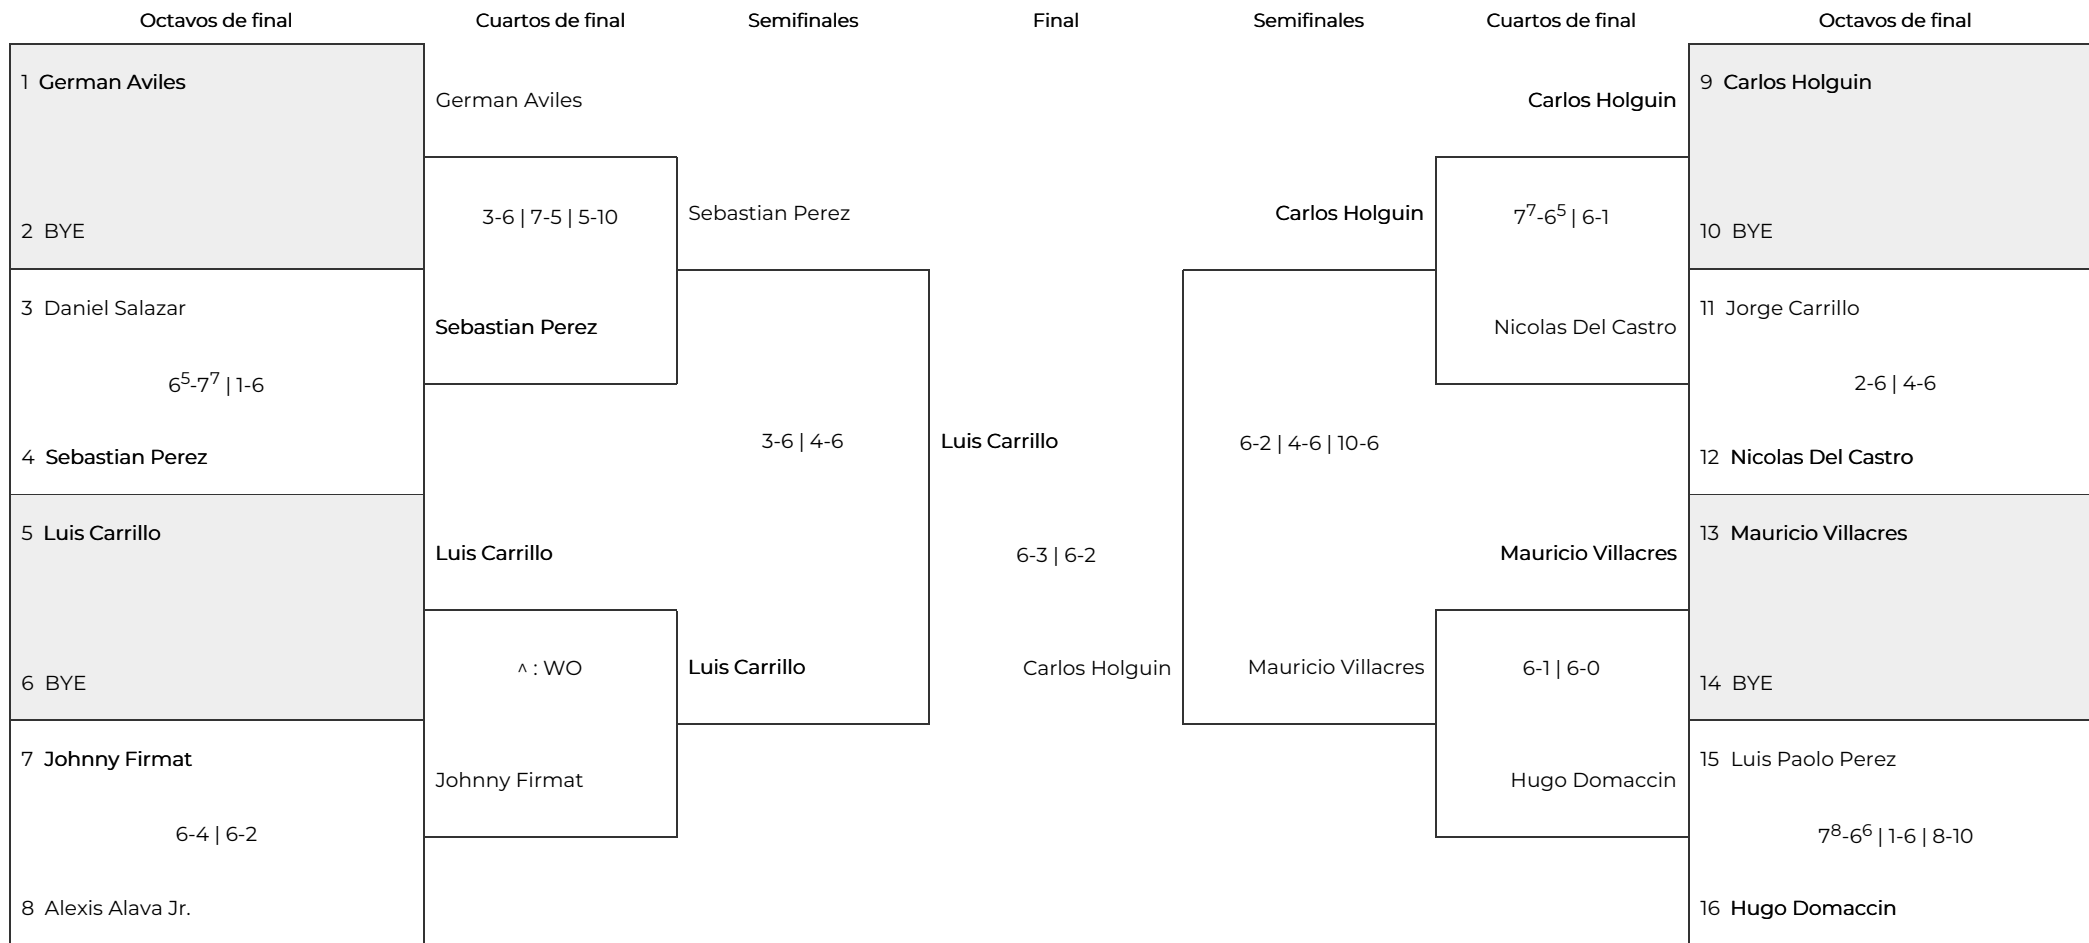 Octavos de final Cuartos de final Semifinales Final Semifinales Cuartos de final Octavos de final
1 German Aviles
German Aviles
3-6 | 7-5 | 5-10
2 BYE
Sebastian Perez
3 Daniel Salazar
Sebastian Perez
6⁵-7⁷ | 1-6
4 Sebastian Perez
3-6 | 4-6
5 Luis Carrillo
Luis Carrillo
^ : WO
6 BYE
Luis Carrillo
7 Johnny Firmat
Johnny Firmat
6-4 | 6-2
8 Alexis Alava Jr.
Luis Carrillo
6-3 | 6-2
Carlos Holguin
Carlos Holguin
6-2 | 4-6 | 10-6
Mauricio Villacres
Carlos Holguin
7⁷-6⁵ | 6-1
Nicolas Del Castro
Mauricio Villacres
6-1 | 6-0
Hugo Domaccin
9 Carlos Holguin
10 BYE
11 Jorge Carrillo
2-6 | 4-6
12 Nicolas Del Castro
13 Mauricio Villacres
14 BYE
15 Luis Paolo Perez
7⁸-6⁶ | 1-6 | 8-10
16 Hugo Domaccin